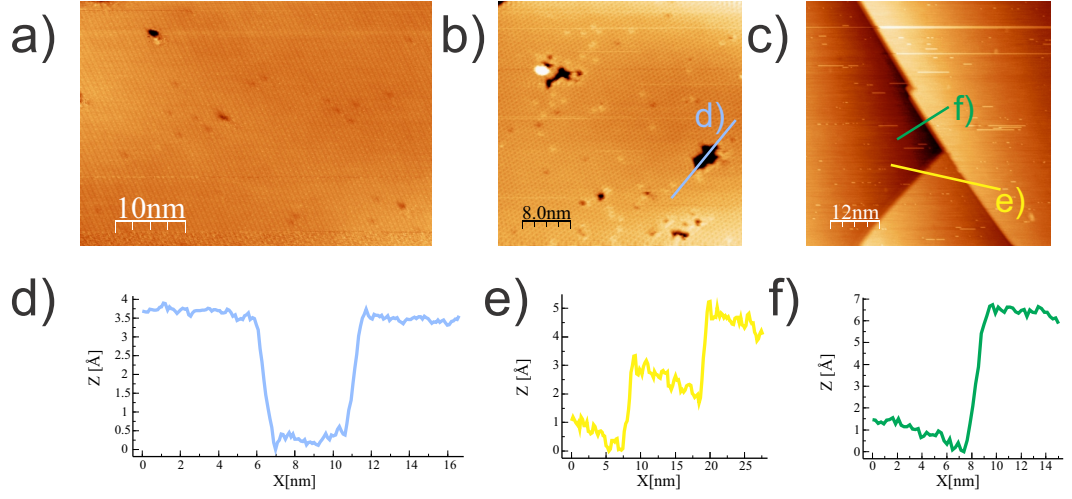 a)
10nm
b)
d)
8.0nm
c)
f)
e)
12nm
d)
Z [Å]
4
3.5
3
2.5
2
1.5
1
0.5
0
0 2 4 6 8 10 12 14 16
X[nm]
e)
Z [Å]
5
4
3
2
1
0
0 5 10 15 20 25
X[nm]
f)
Z [Å]
7
6
5
4
3
2
1
0
0 2 4 6 8 10 12 14
X[nm]